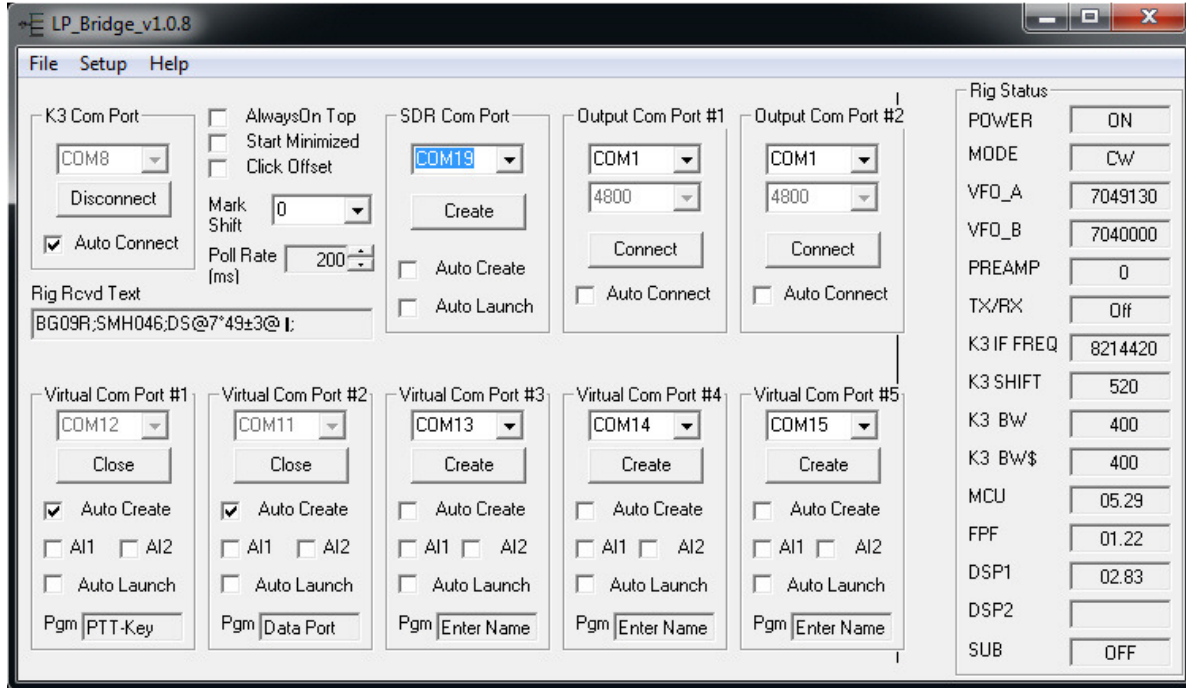 LP_Bridge_v1.0.8
File Setup Help
K3 Com Port
COM8
Disconnect
Auto Connect
AlwaysOn Top
Start Minimized
Click Offset
Mark Shift 0
Poll Rate (ms) 200
Rig Rcvd Text
BG09R;SMH046;DS@7°49±3@ ;
SDR Com Port
COM19
Create
Auto Create
Auto Launch
Output Com Port #1
COM1
4800
Connect
Auto Connect
Output Com Port #2
COM1
4800
Connect
Auto Connect
Virtual Com Port #1
COM12
Close
Auto Create
AI1 AI2
Auto Launch
Pgm PTT-Key
Virtual Com Port #2
COM11
Close
Auto Create
AI1 AI2
Auto Launch
Pgm Data Port
Virtual Com Port #3
COM13
Create
Auto Create
AI1 AI2
Auto Launch
Pgm Enter Name
Virtual Com Port #4
COM14
Create
Auto Create
AI1 AI2
Auto Launch
Pgm Enter Name
Virtual Com Port #5
COM15
Create
Auto Create
AI1 AI2
Auto Launch
Pgm Enter Name
Rig Status
POWER ON
MODE CW
VFO_A 7049130
VFO_B 7040000
PREAMP 0
TX/RX Off
K3 IF FREQ 8214420
K3 SHIFT 520
K3 BW 400
K3 BW$ 400
MCU 05.29
FPF 01.22
DSP1 02.83
DSP2
SUB OFF